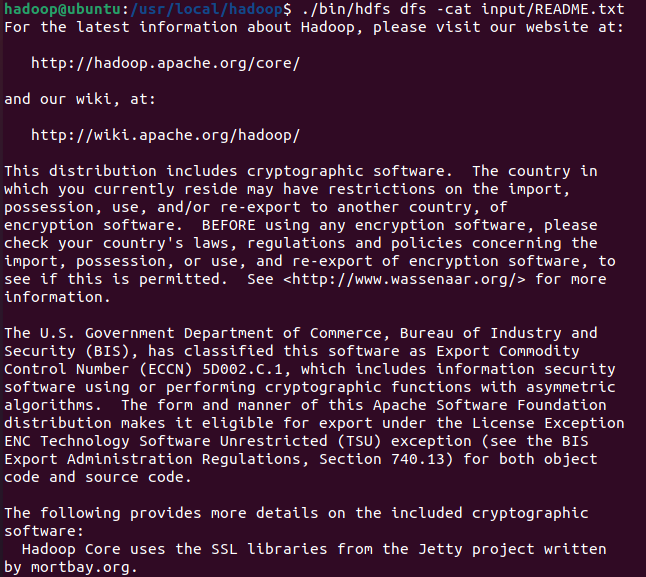 hadoop@ubuntu:/usr/local/hadoop$ ./bin/hdfs dfs -cat input/README.txt
For the latest information about Hadoop, please visit our website at:
http://hadoop.apache.org/core/
and our wiki, at:
http://wiki.apache.org/hadoop/
This distribution includes cryptographic software.  The country in
which you currently reside may have restrictions on the import,
possession, use, and/or re-export to another country, of
encryption software.  BEFORE using any encryption software, please
check your country's laws, regulations and policies concerning the
import, possession, or use, and re-export of encryption software, to
see if this is permitted.  See <http://www.wassenaar.org/> for more
information.
The U.S. Government Department of Commerce, Bureau of Industry and
Security (BIS), has classified this software as Export Commodity
Control Number (ECCN) 5D002.C.1, which includes information security
software using or performing cryptographic functions with asymmetric
algorithms.  The form and manner of this Apache Software Foundation
distribution makes it eligible for export under the License Exception
ENC Technology Software Unrestricted (TSU) exception (see the BIS
Export Administration Regulations, Section 740.13) for both object
code and source code.
The following provides more details on the included cryptographic
software:
Hadoop Core uses the SSL libraries from the Jetty project written
by mortbay.org.